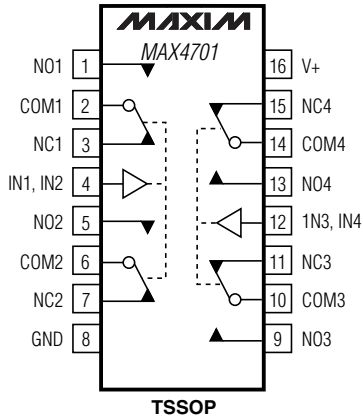 MAXIM
MAX4701
NO1 1
COM1 2
NC1 3
IN1, IN2 4
NO2 5
COM2 6
NC2 7
GND 8
16 V+
15 NC4
14 COM4
13 NO4
12 1N3, IN4
11 NC3
10 COM3
9 NO3
TSSOP